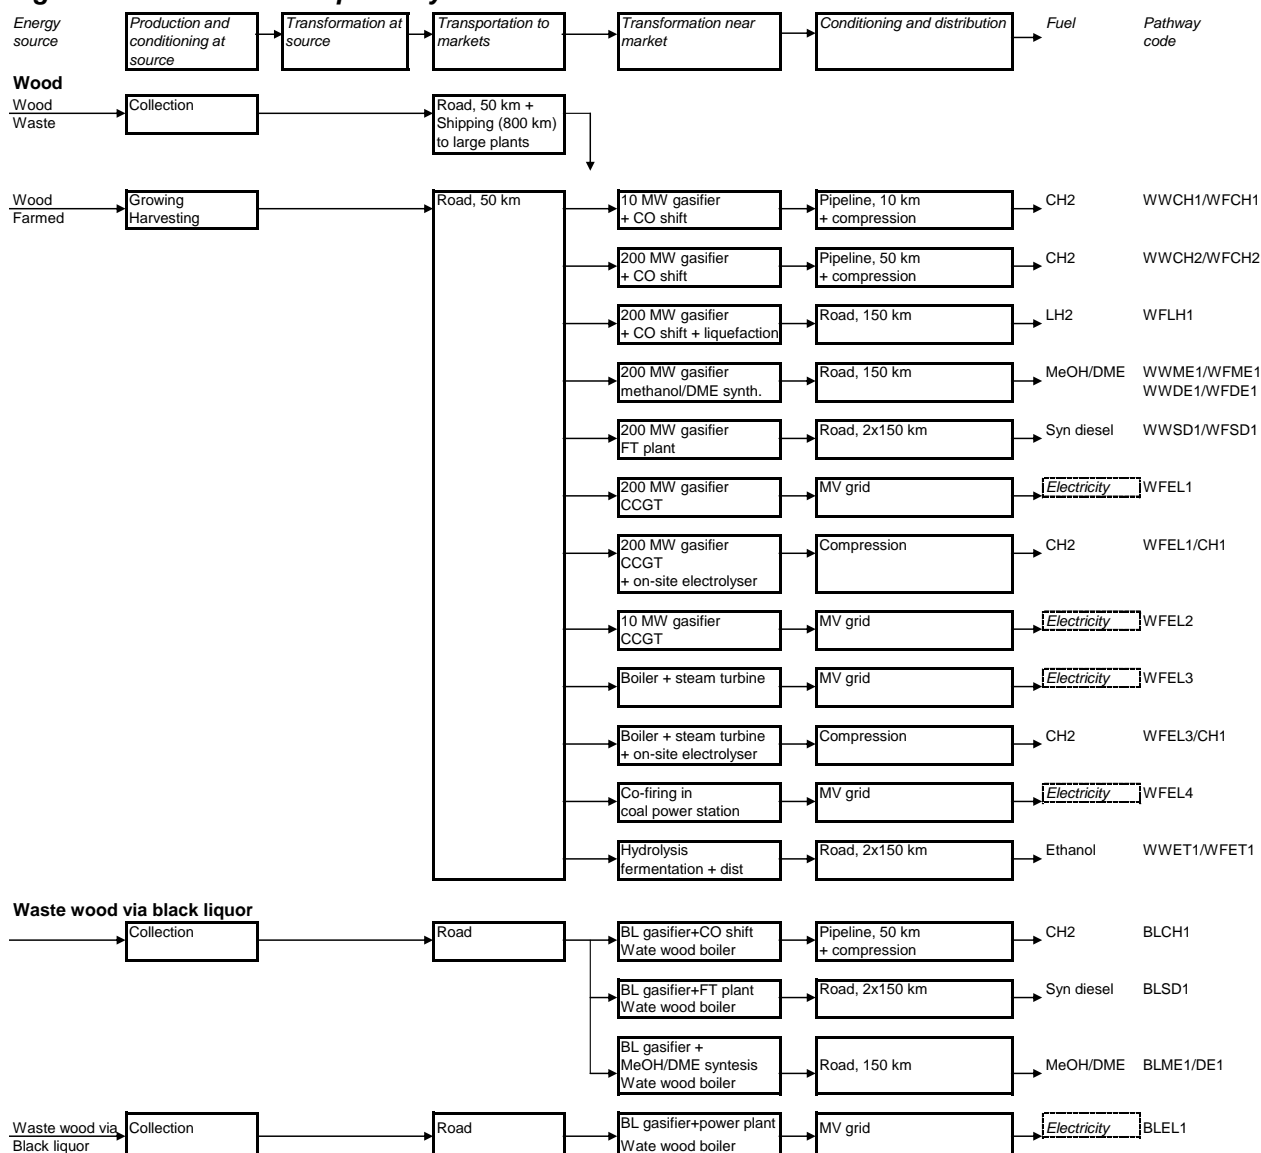 Energy source
Production and conditioning at source
Transformation at source
Transportation to markets
Transformation near market
Conditioning and distribution
Fuel
Pathway code
Wood
Wood Waste
Collection
Road, 50 km + Shipping (800 km) to large plants
Wood Farmed
Growing Harvesting
Road, 50 km
10 MW gasifier + CO shift
Pipeline, 10 km + compression
CH2
WWCH1/WFCH1
200 MW gasifier + CO shift
Pipeline, 50 km + compression
CH2
WWCH2/WFCH2
200 MW gasifier + CO shift + liquefaction
Road, 150 km
LH2
WFLH1
200 MW gasifier methanol/DME synth.
Road, 150 km
MeOH/DME
WWME1/WFME1
WWDE1/WFDE1
200 MW gasifier FT plant
Road, 2x150 km
Syn diesel
WWSD1/WFSD1
200 MW gasifier CCGT
MV grid
Electricity
WFEL1
200 MW gasifier CCGT + on-site electrolyser
Compression
CH2
WFEL1/CH1
10 MW gasifier CCGT
MV grid
Electricity
WFEL2
Boiler + steam turbine
MV grid
Electricity
WFEL3
Boiler + steam turbine + on-site electrolyser
Compression
CH2
WFEL3/CH1
Co-firing in coal power station
MV grid
Electricity
WFEL4
Hydrolysis fermentation + dist
Road, 2x150 km
Ethanol
WWET1/WFET1
Waste wood via black liquor
Collection
Road
BL gasifier+CO shift Wate wood boiler
Pipeline, 50 km + compression
CH2
BLCH1
BL gasifier+FT plant Wate wood boiler
Road, 2x150 km
Syn diesel
BLSD1
BL gasifier + MeOH/DME syntesis Wate wood boiler
Road, 150 km
MeOH/DME
BLME1/DE1
Waste wood via Black liquor
Collection
Road
BL gasifier+power plant Wate wood boiler
MV grid
Electricity
BLEL1